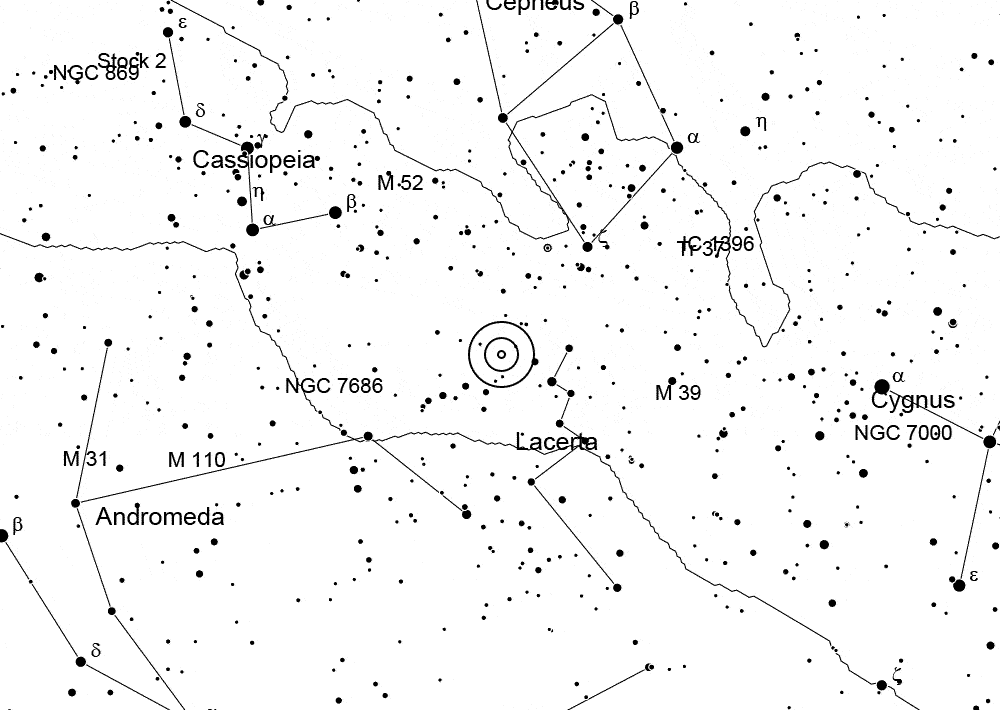 Cepheus
β
ε
Stock 2
NGC 869
δ
η
γ
α
Cassiopeia
M 52
η
β
α
ζ
IC 1396
Tr 37
NGC 7686
M 39
α
Cygnus
NGC 7000
Lacerta
M 31
M 110
Andromeda
β
ε
δ
ζ